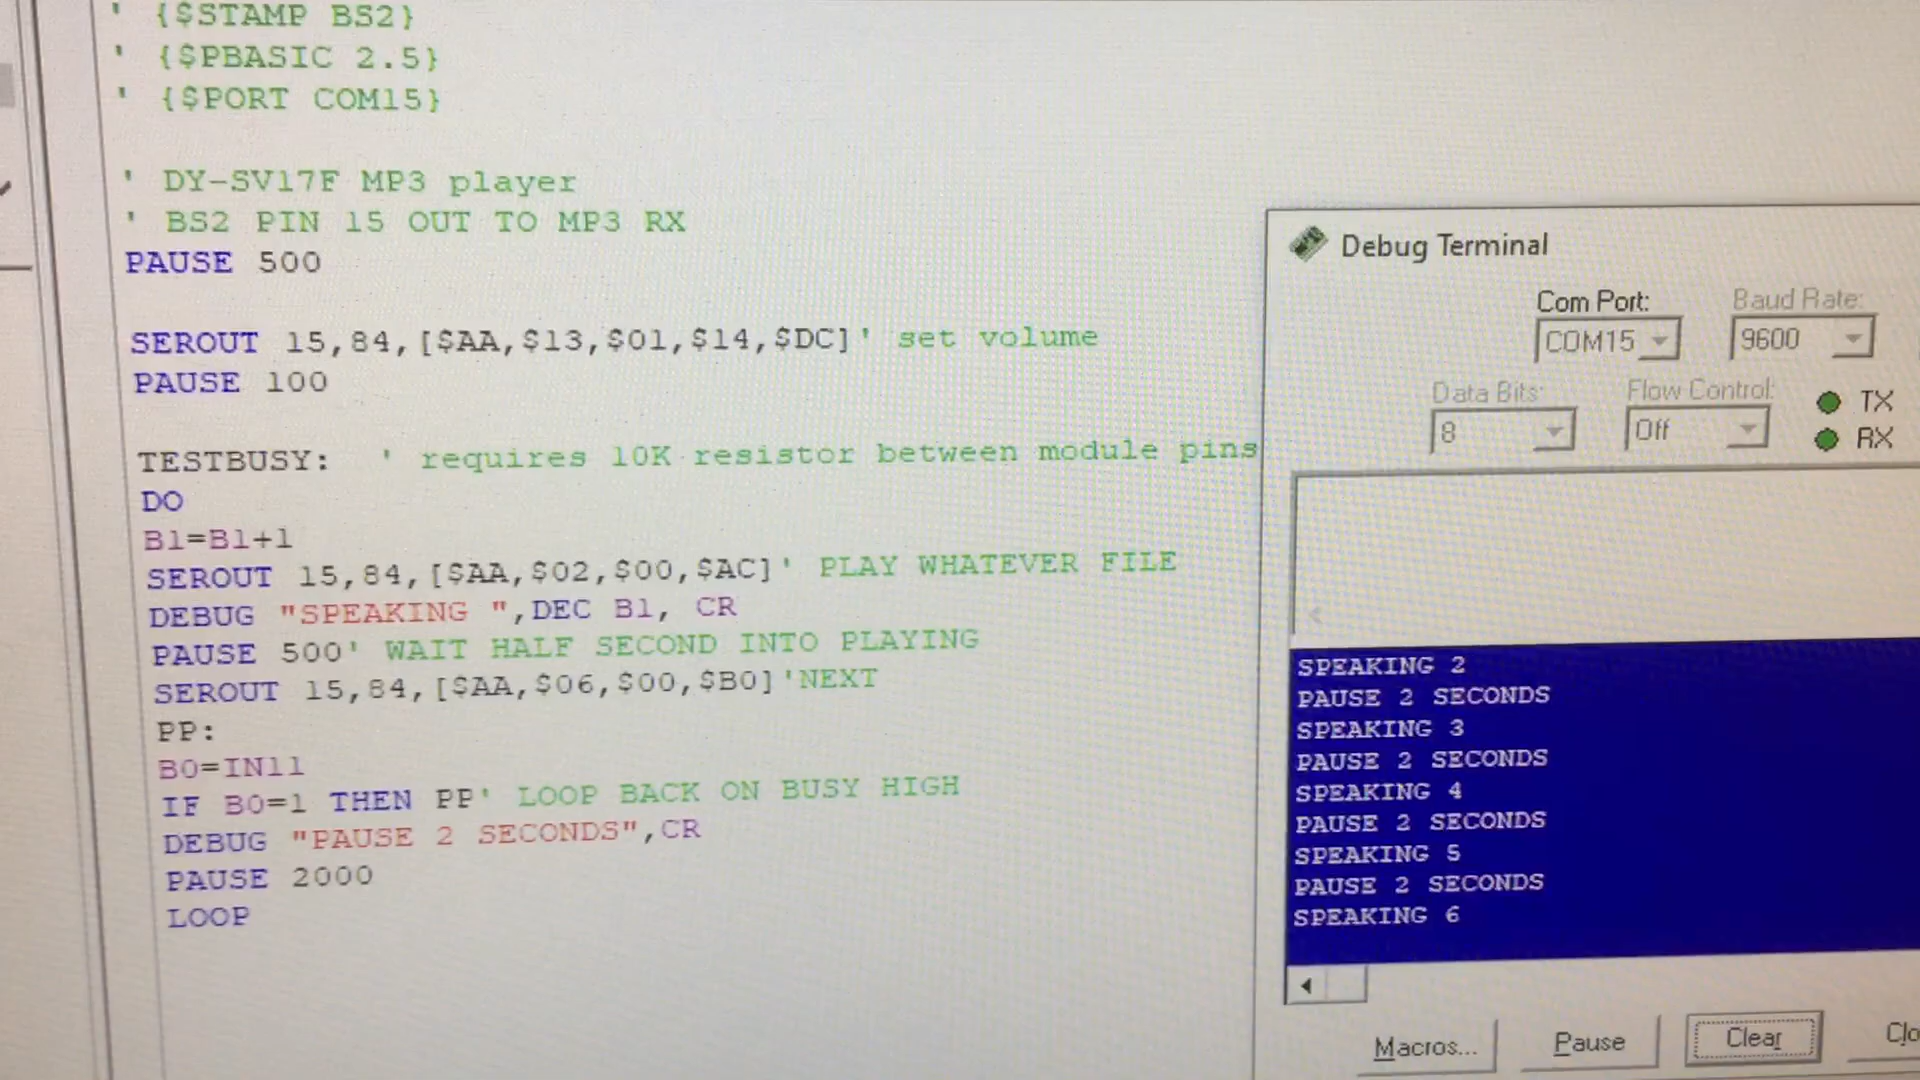 ' {$STAMP BS2}
' {$PBASIC 2.5}
' {$PORT COM15}
' DY-SV17F MP3 player
' BS2 PIN 15 OUT TO MP3 RX
PAUSE 500
SEROUT 15,84,[$AA,$13,$01,$14,$DC]' set volume
PAUSE 100
TESTBUSY: ' requires 10K resistor between module pins
DO
B1=B1+1
SEROUT 15,84,[$AA,$02,$00,$AC]' PLAY WHATEVER FILE
DEBUG "SPEAKING ",DEC B1, CR
PAUSE 500' WAIT HALF SECOND INTO PLAYING
SEROUT 15,84,[$AA,$06,$00,$B0]'NEXT
PP:
B0=IN11
IF B0=1 THEN PP' LOOP BACK ON BUSY HIGH
DEBUG "PAUSE 2 SECONDS",CR
PAUSE 2000
LOOP
Debug Terminal
Com Port: Baud Rate:
COM15 9600
Data Bits: Flow Control:
8 Off
TX
RX
SPEAKING 2
PAUSE 2 SECONDS
SPEAKING 3
PAUSE 2 SECONDS
SPEAKING 4
PAUSE 2 SECONDS
SPEAKING 5
PAUSE 2 SECONDS
SPEAKING 6
Macros... Pause Clear Clo